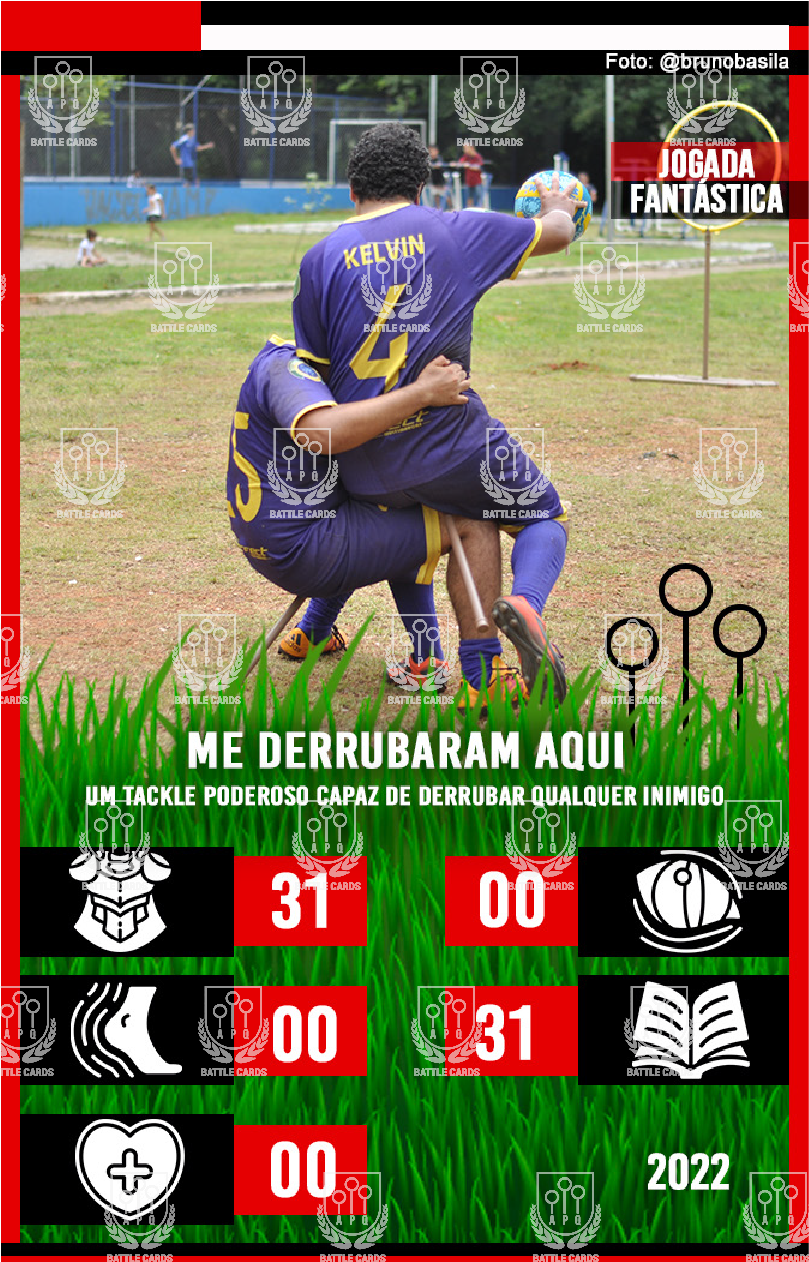 Foto: @brunobasila
JOGADA
FANTÁSTICA
KELVIN
4
5
ME DERRUBARAM AQUI
UM TACKLE PODEROSO CAPAZ DE DERRUBAR QUALQUER INIMIGO
31
00
00
31
00
2022
APQ
BATTLE CARDS